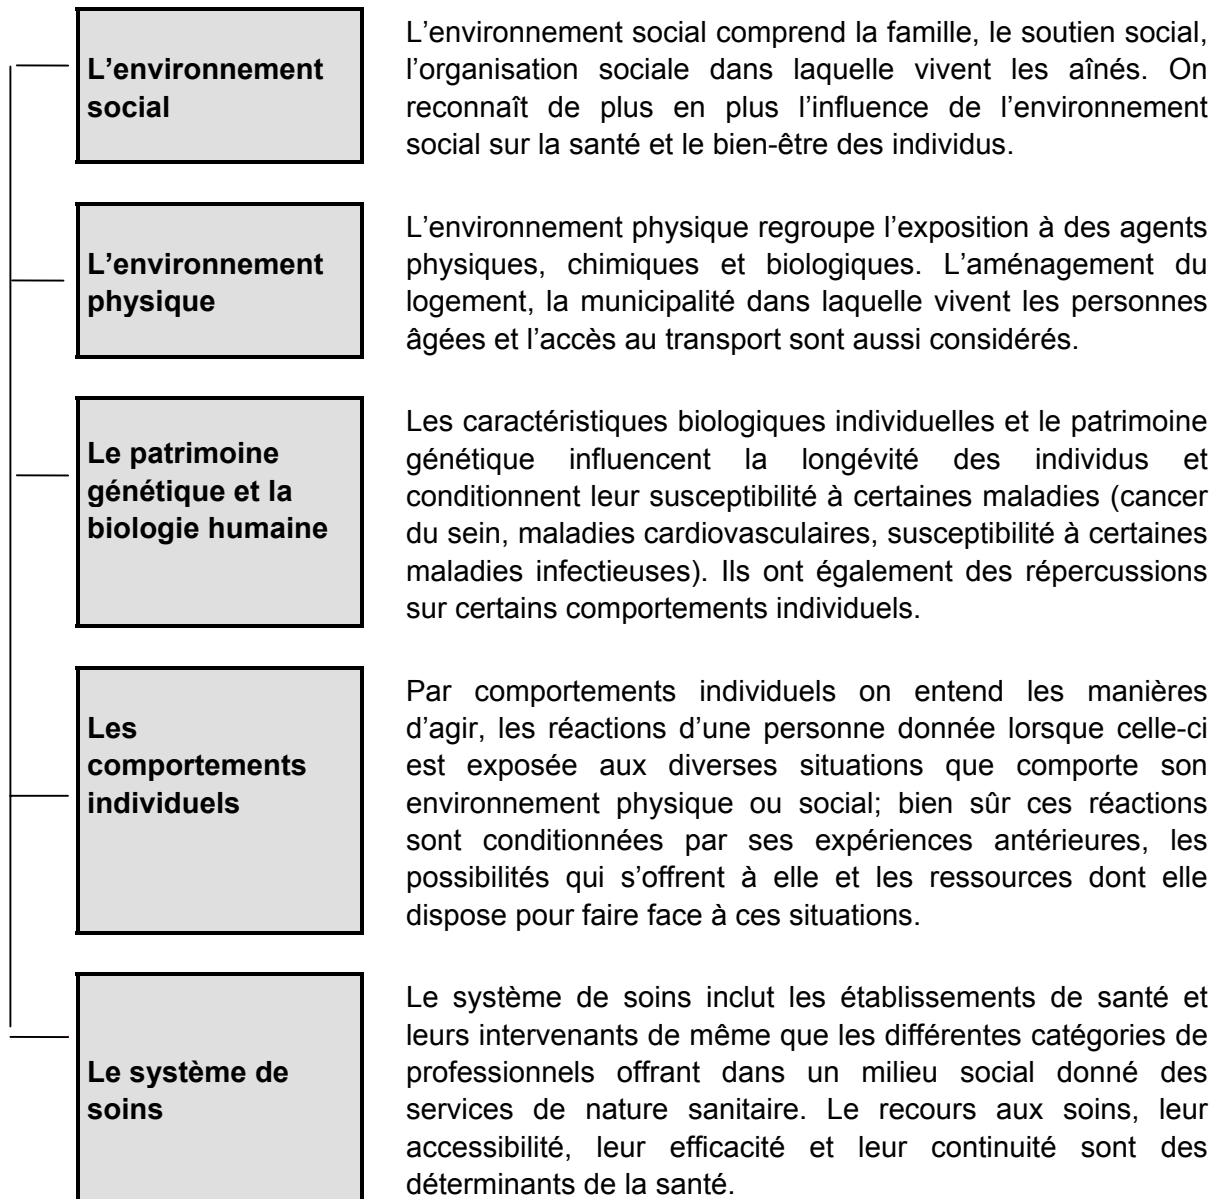 L’environnement
social
L’environnement social comprend la famille, le soutien social,
l’organisation sociale dans laquelle vivent les aînés. On
reconnaît de plus en plus l’influence de l’environnement
social sur la santé et le bien-être des individus.
L’environnement
physique
L’environnement physique regroupe l’exposition à des agents
physiques, chimiques et biologiques. L’aménagement du
logement, la municipalité dans laquelle vivent les personnes
âgées et l’accès au transport sont aussi considérés.
Le patrimoine
génétique et la
biologie humaine
Les caractéristiques biologiques individuelles et le patrimoine
génétique influencent la longévité des individus et
conditionnent leur susceptibilité à certaines maladies (cancer
du sein, maladies cardiovasculaires, susceptibilité à certaines
maladies infectieuses). Ils ont également des répercussions
sur certains comportements individuels.
Les
comportements
individuels
Par comportements individuels on entend les manières
d’agir, les réactions d’une personne donnée lorsque celle-ci
est exposée aux diverses situations que comporte son
environnement physique ou social; bien sûr ces réactions
sont conditionnées par ses expériences antérieures, les
possibilités qui s’offrent à elle et les ressources dont elle
dispose pour faire face à ces situations.
Le système de
soins
Le système de soins inclut les établissements de santé et
leurs intervenants de même que les différentes catégories de
professionnels offrant dans un milieu social donné des
services de nature sanitaire. Le recours aux soins, leur
accessibilité, leur efficacité et leur continuité sont des
déterminants de la santé.